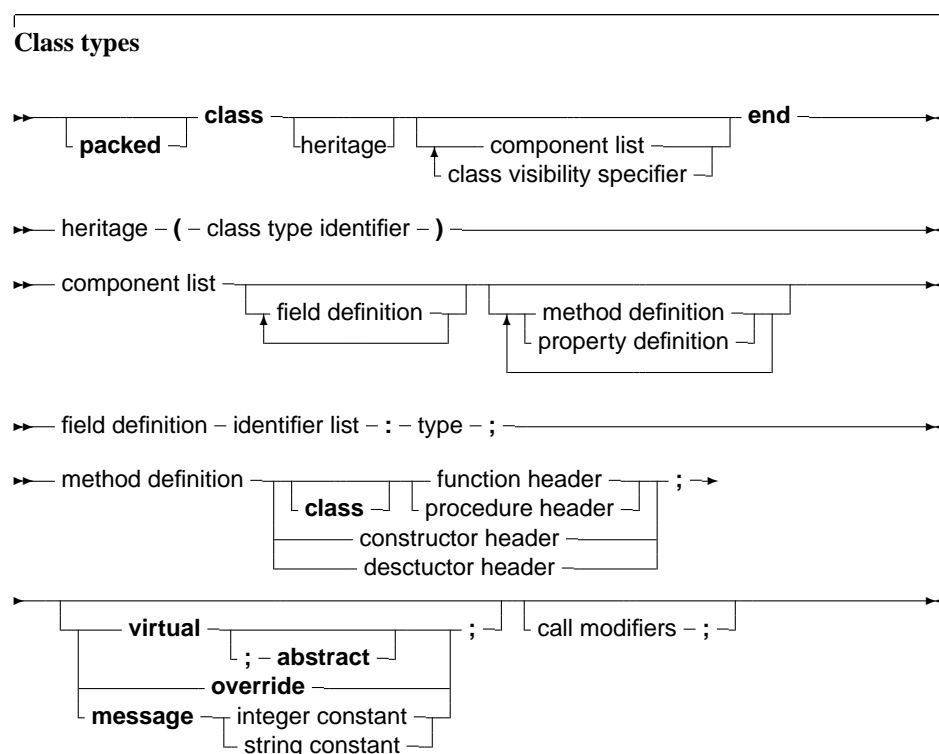 Class types
class end
packed heritage component list
class visibility specifier
heritage – ( – class type identifier – )
component list
field definition method definition
property definition
field definition – identifier list – : – type – ;
method definition function header ;
class procedure header
constructor header
desctuctor header
virtual ; call modifiers – ;
; – abstract
override
message integer constant
string constant